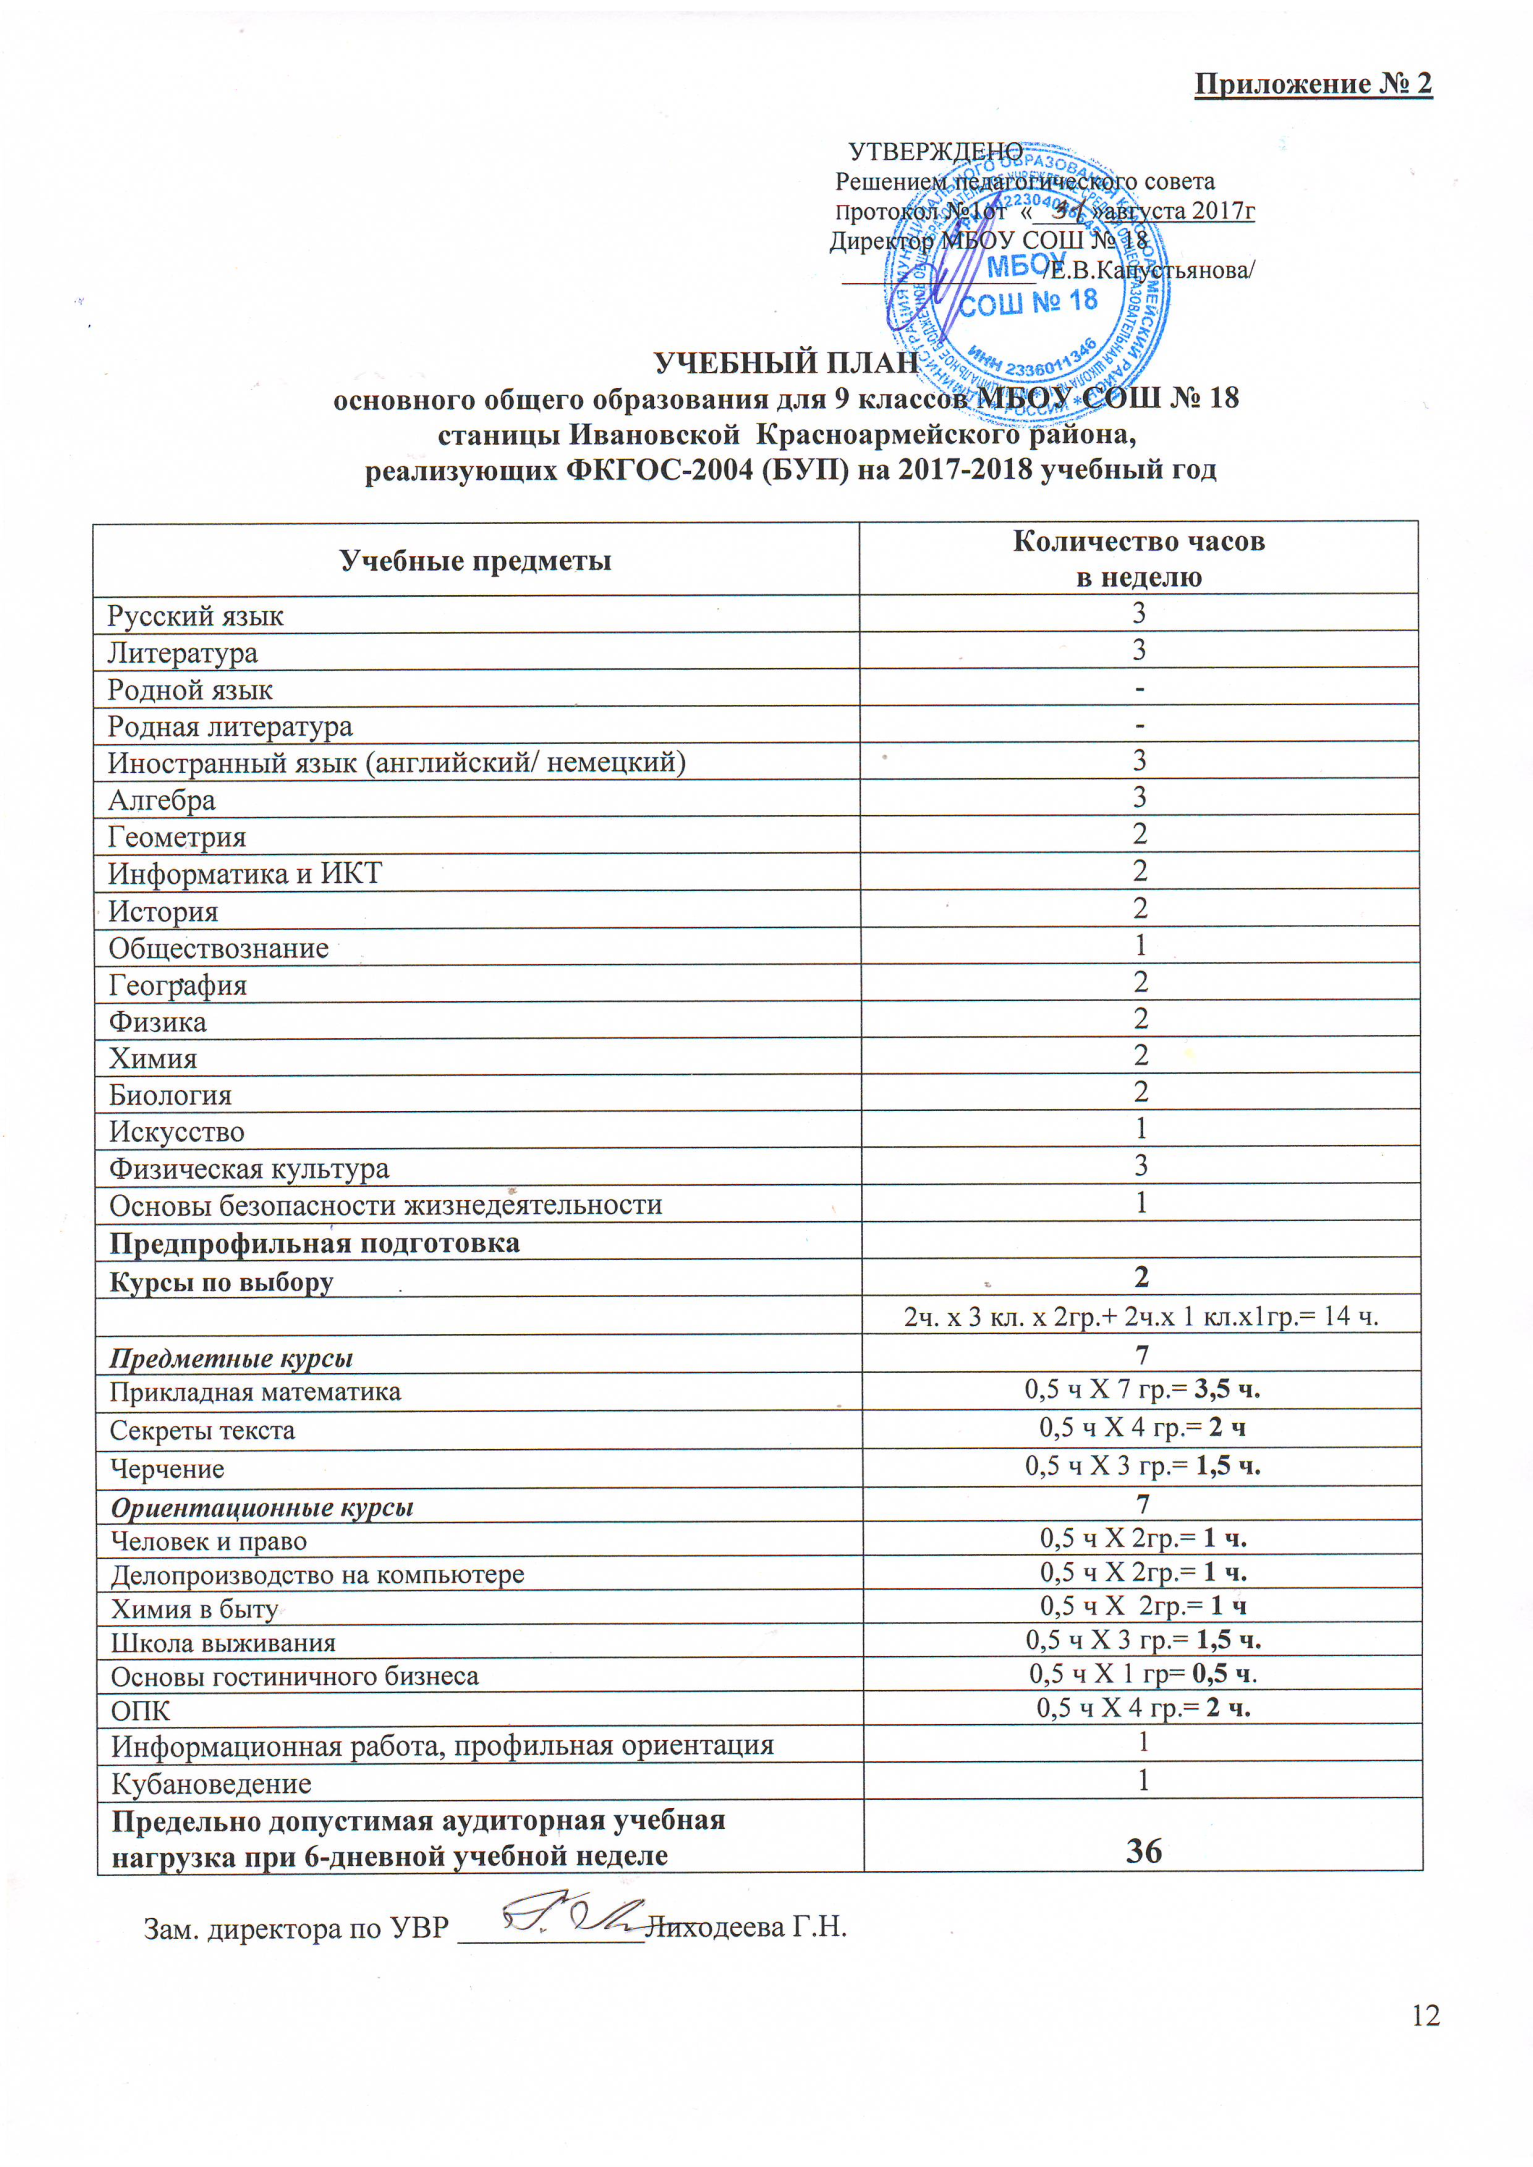 Приложение № 2
УТВЕРЖДЕНО
Решением педагогического совета
Протокол №1от «31»августа 2017г
Директор МБОУ СОШ № 18
/Е.В.Капустьянова/
МБОУ
СОШ № 18
ИНН 2336011346
УЧЕБНЫЙ ПЛАН
основного общего образования для 9 классов МБОУ СОШ № 18
станицы Ивановской Красноармейского района,
реализующих ФКГОС-2004 (БУП) на 2017-2018 учебный год
Учебные предметы Количество часов
в неделю
Русский язык 3
Литература 3
Родной язык -
Родная литература -
Иностранный язык (английский/ немецкий) 3
Алгебра 3
Геометрия 2
Информатика и ИКТ 2
История 2
Обществознание 1
География 2
Физика 2
Химия 2
Биология 2
Искусство 1
Физическая культура 3
Основы безопасности жизнедеятельности 1
Предпрофильная подготовка
Курсы по выбору 2
2ч. х 3 кл. х 2гр.+ 2ч.х 1 кл.х1гр.= 14 ч.
Предметные курсы 7
Прикладная математика 0,5 ч Х 7 гр.= 3,5 ч.
Секреты текста 0,5 ч Х 4 гр.= 2 ч
Черчение 0,5 ч Х 3 гр.= 1,5 ч.
Ориентационные курсы 7
Человек и право 0,5 ч Х 2гр.= 1 ч.
Делопроизводство на компьютере 0,5 ч Х 2гр.= 1 ч.
Химия в быту 0,5 ч Х 2гр.= 1 ч
Школа выживания 0,5 ч Х 3 гр.= 1,5 ч.
Основы гостиничного бизнеса 0,5 ч Х 1 гр= 0,5 ч.
ОПК 0,5 ч Х 4 гр.= 2 ч.
Информационная работа, профильная ориентация 1
Кубановедение 1
Предельно допустимая аудиторная учебная
нагрузка при 6-дневной учебной неделе 36
Зам. директора по УВР Лиходеева Г.Н.
12